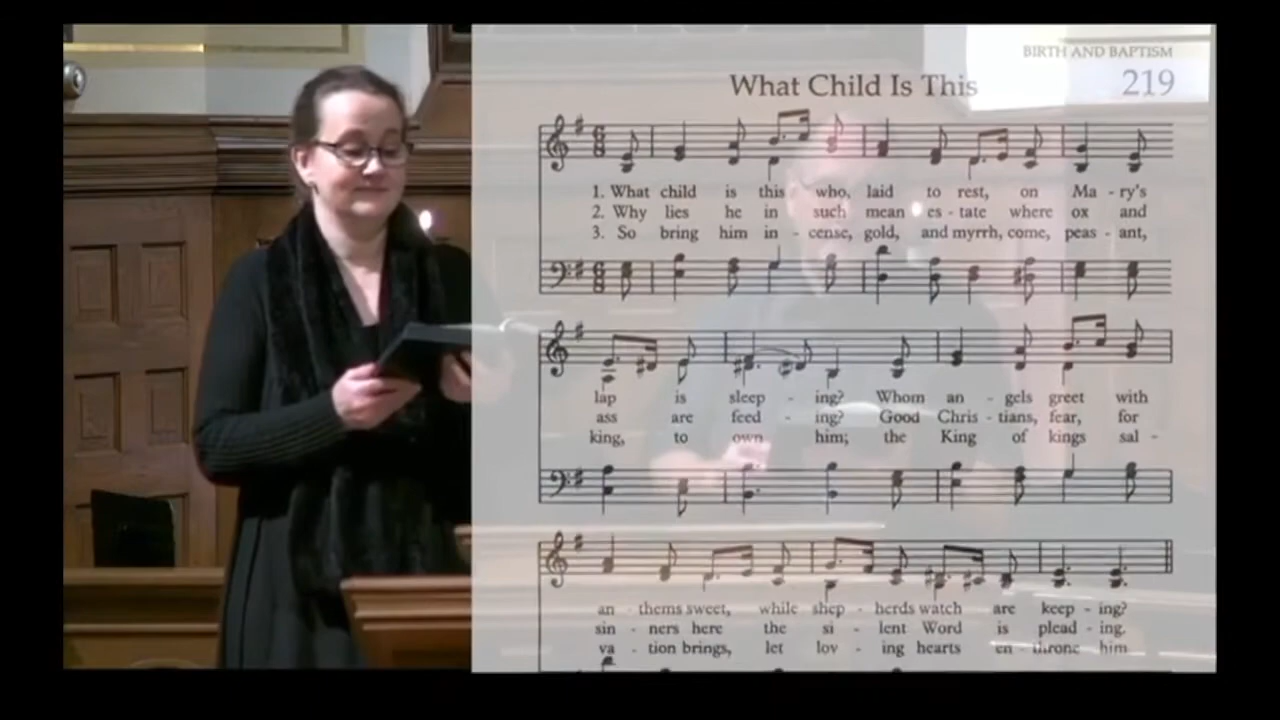 BIRTH AND BAPTISM
What Child Is This
219
1. What child is this who, laid to rest, on Ma - ry's
2. Why lies he in such mean es - tate where ox and
3. So bring him in - cense, gold, and myrrh, come, peas - ant,
lap is sleep - ing? Whom an - gels greet with
ass are feed - ing? Good Chris - tians, fear, for
king, to own him; the King of kings sal -
an - thems sweet, while shep - herds watch are keep - ing?
sin - ners here the si - lent Word is plead - ing.
va - tion brings, let lov - ing hearts en - throne him